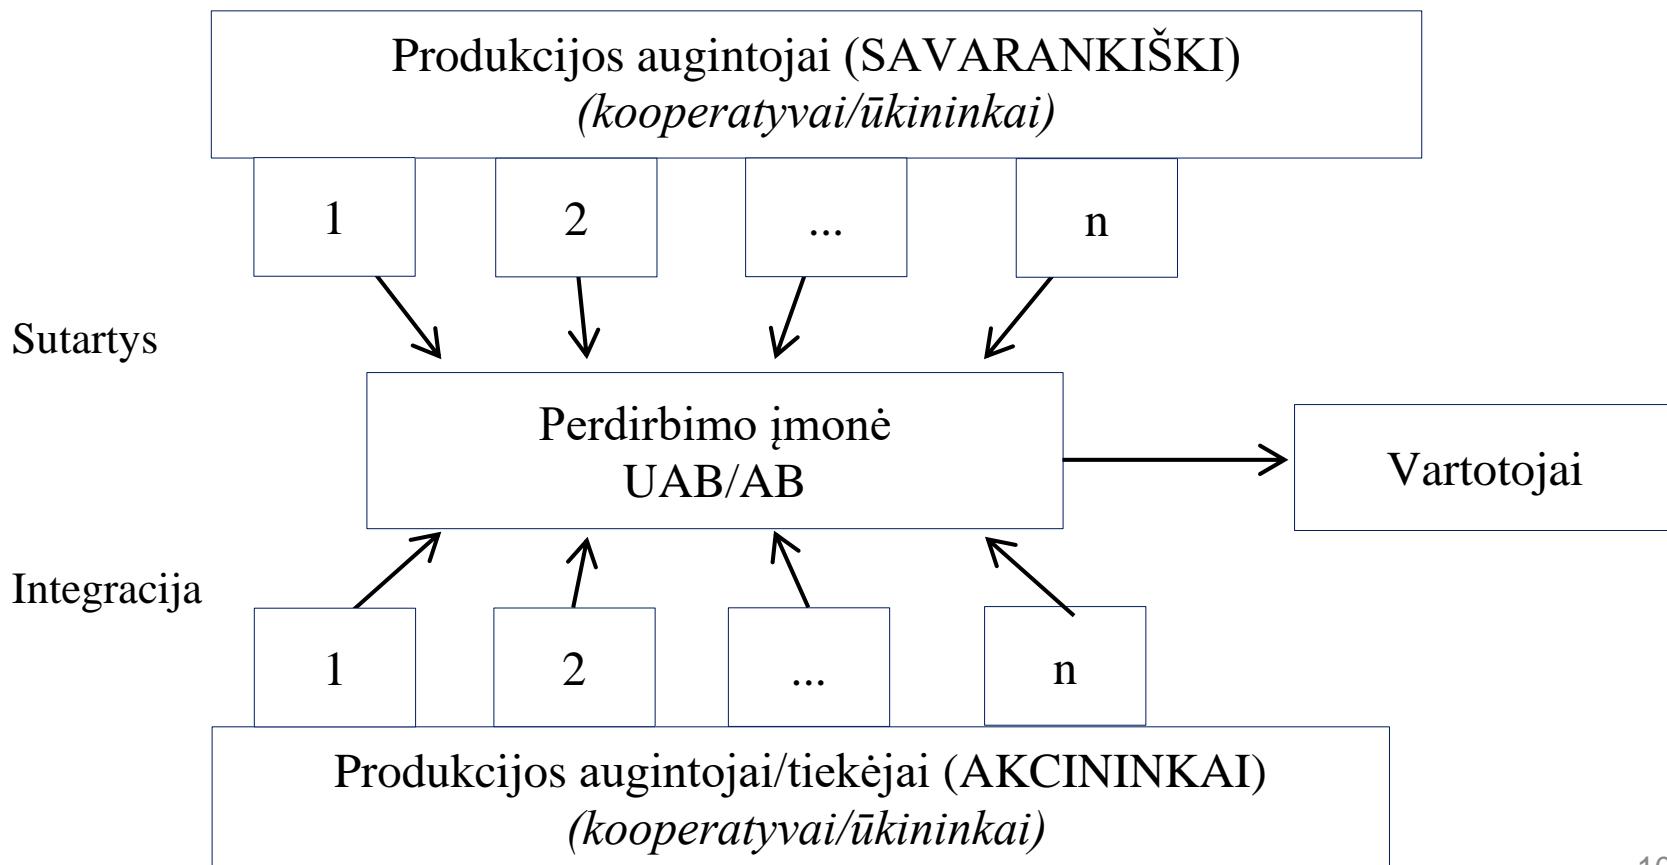 Produkcijos augintojai (SAVARANKIŠKI)
(kooperatyvai/ūkininkai)
1
2
...
n
Sutartys
Perdirbimo įmonė
UAB/AB
Vartotojai
Integracija
1
2
...
n
Produkcijos augintojai/tiekėjai (AKCININKAI)
(kooperatyvai/ūkininkai)